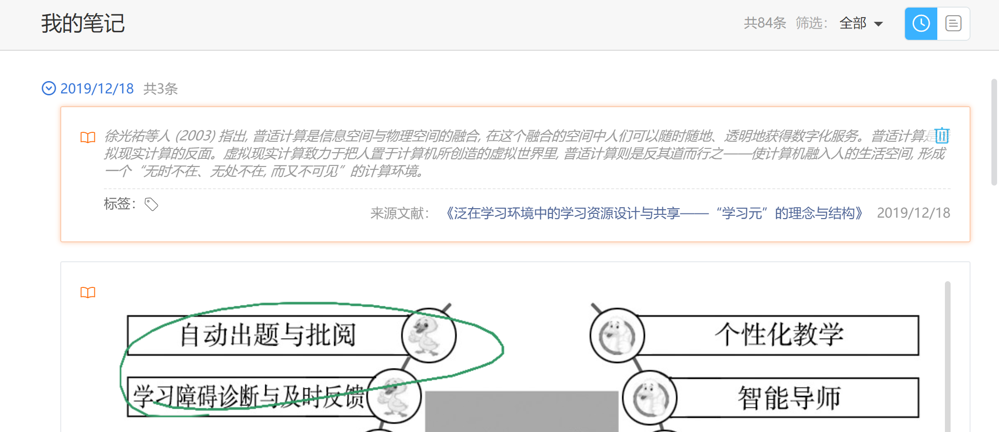 我的笔记
共84条 筛选: 全部
2019/12/18 共3条
徐光祐等人 (2003) 指出, 普适计算是信息空间与物理空间的融合, 在这个融合的空间中人们可以随时随地、透明地获得数字化服务。普适计算是
拟现实计算的反面。虚拟现实计算致力于把人置于计算机所创造的虚拟世界里, 普适计算则是反其道而行之——使计算机融入人的生活空间, 形成
一个“无时不在、无处不在, 而又不可见”的计算环境。
标签:
来源文献: 《泛在学习环境中的学习资源设计与共享——“学习元”的理念与结构》 2019/12/18
自动出题与批阅 个性化教学
学习障碍诊断与及时反馈 智能导师